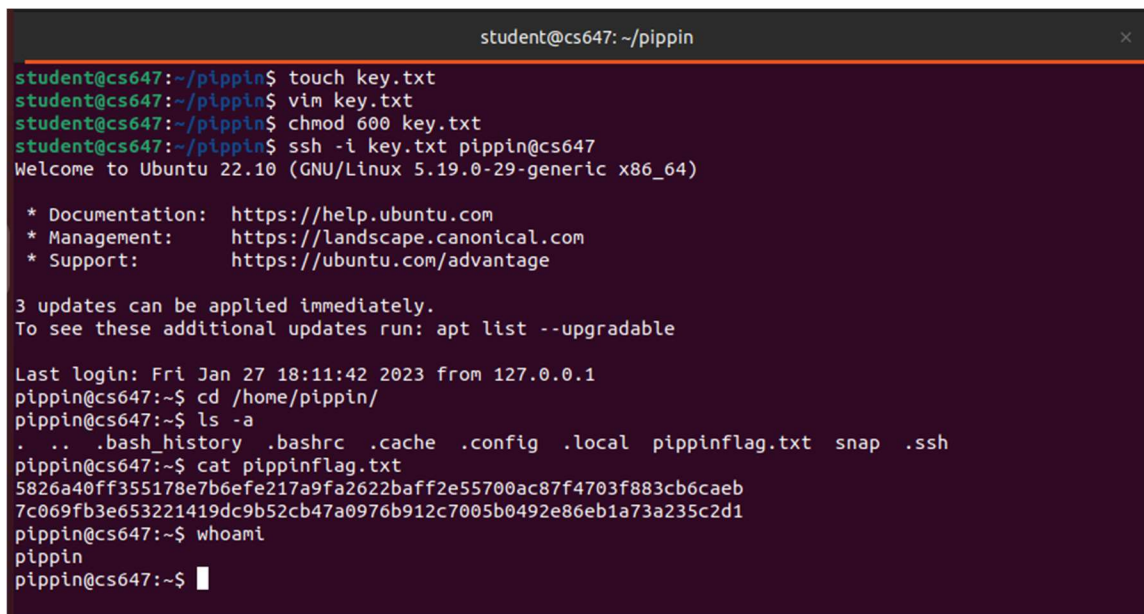 student@cs647: ~/pippin
student@cs647:~/pippin$ touch key.txt
student@cs647:~/pippin$ vim key.txt
student@cs647:~/pippin$ chmod 600 key.txt
student@cs647:~/pippin$ ssh -i key.txt pippin@cs647
Welcome to Ubuntu 22.10 (GNU/Linux 5.19.0-29-generic x86_64)
* Documentation:  https://help.ubuntu.com
* Management:     https://landscape.canonical.com
* Support:        https://ubuntu.com/advantage
3 updates can be applied immediately.
To see these additional updates run: apt list --upgradable
Last login: Fri Jan 27 18:11:42 2023 from 127.0.0.1
pippin@cs647:~$ cd /home/pippin/
pippin@cs647:~$ ls -a
.  ..  .bash_history  .bashrc  .cache  .config  .local  pippinflag.txt  snap  .ssh
pippin@cs647:~$ cat pippinflag.txt
5826a40ff355178e7b6efe217a9fa2622baff2e55700ac87f4703f883cb6caeb
7c069fb3e653221419dc9b52cb47a0976b912c7005b0492e86eb1a73a235c2d1
pippin@cs647:~$ whoami
pippin
pippin@cs647:~$